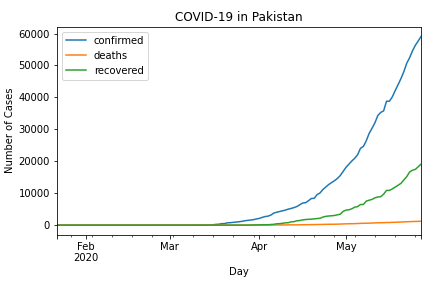 COVID-19 in Pakistan
confirmed
deaths
recovered
60000
50000
40000
30000
20000
10000
0
Number of Cases
Feb
2020
Mar
Apr
May
Day